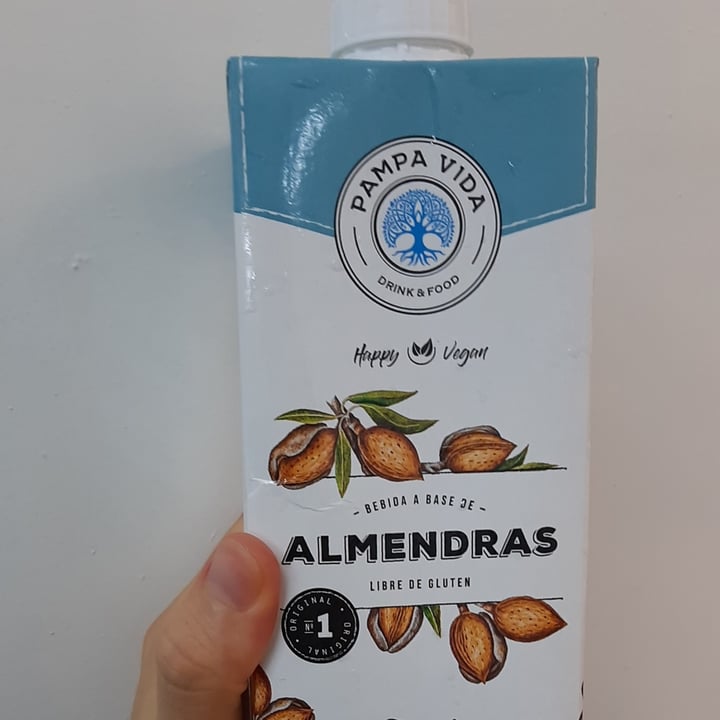 PAMPA VIDA
DRINK & FOOD
Happy Vegan
- BEBIDA A BASE DE -
ALMENDRAS
LIBRE DE GLUTEN
ORIGINAL
Nº1
ORIGINAL